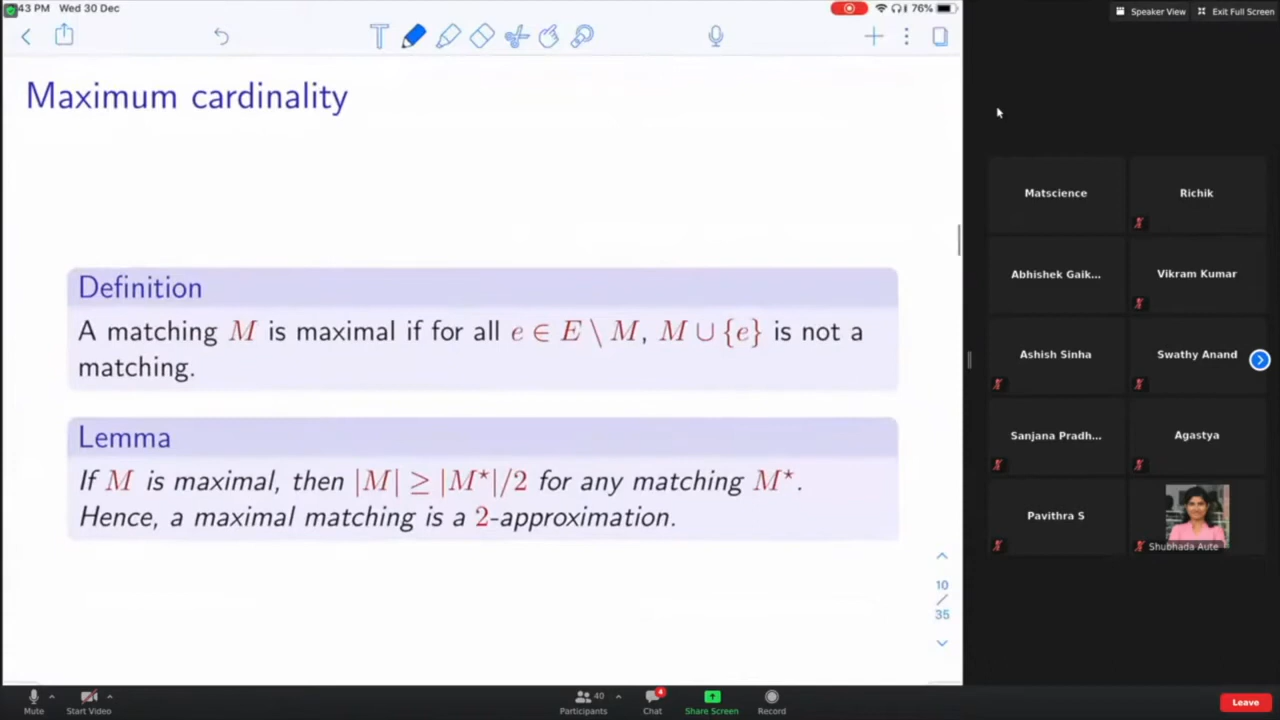 :43 PM Wed 30 Dec
76%
Speaker View
Exit Full Screen
T
Maximum cardinality
Definition
A matching M is maximal if for all e ∈ E \ M, M ∪ {e} is not a
matching.
Lemma
If M is maximal, then |M| ≥ |M⋆|/2 for any matching M⋆.
Hence, a maximal matching is a 2-approximation.
10
/
35
Matscience
Richik
Abhishek Gaik...
Vikram Kumar
Ashish Sinha
Swathy Anand
Sanjana Pradh...
Agastya
Pavithra S
Shubhada Aute
Mute
Start Video
Participants
40
Chat
4
Share Screen
Record
Leave